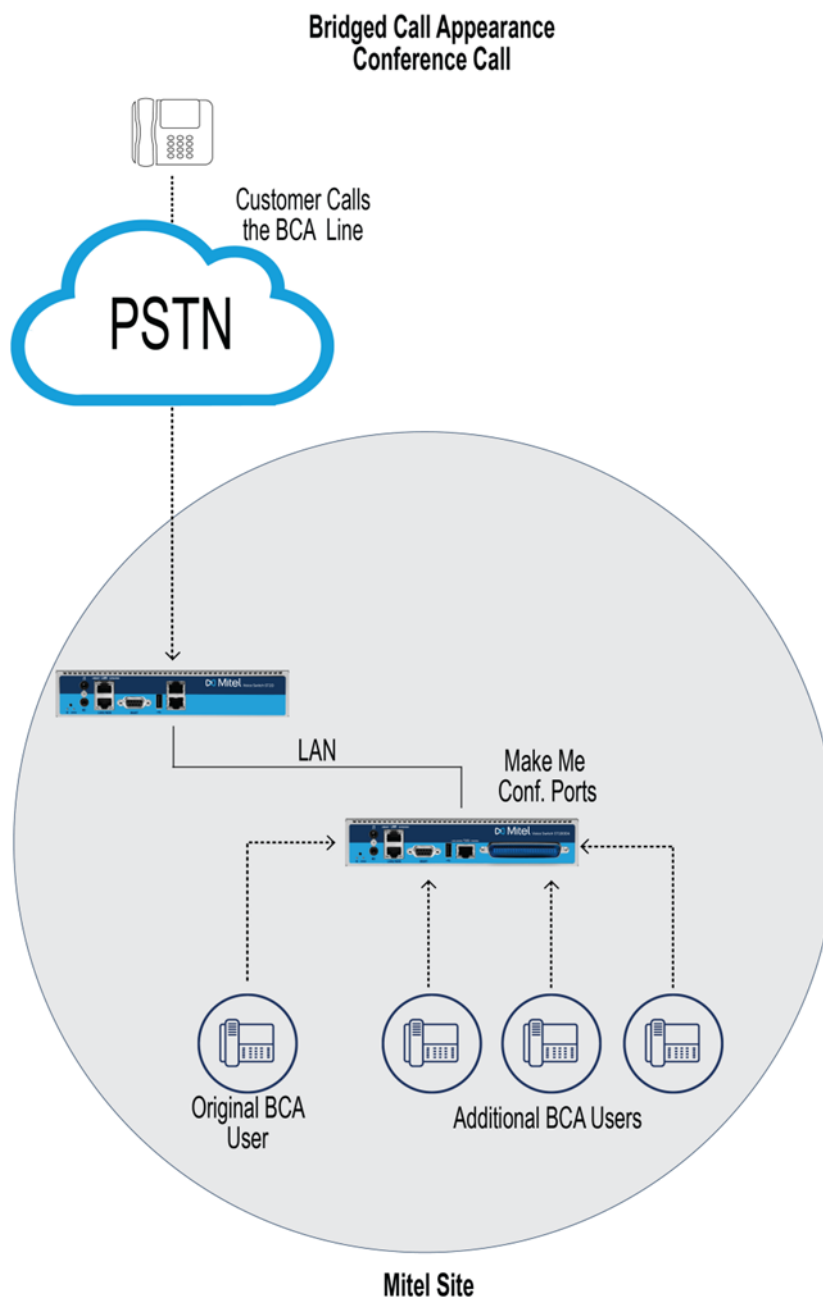 Bridged Call Appearance
Conference Call
Customer Calls
the BCA Line
PSTN
Mitel
LAN
Make Me
Conf. Ports
Mitel
Original BCA
User
Additional BCA Users
Mitel Site